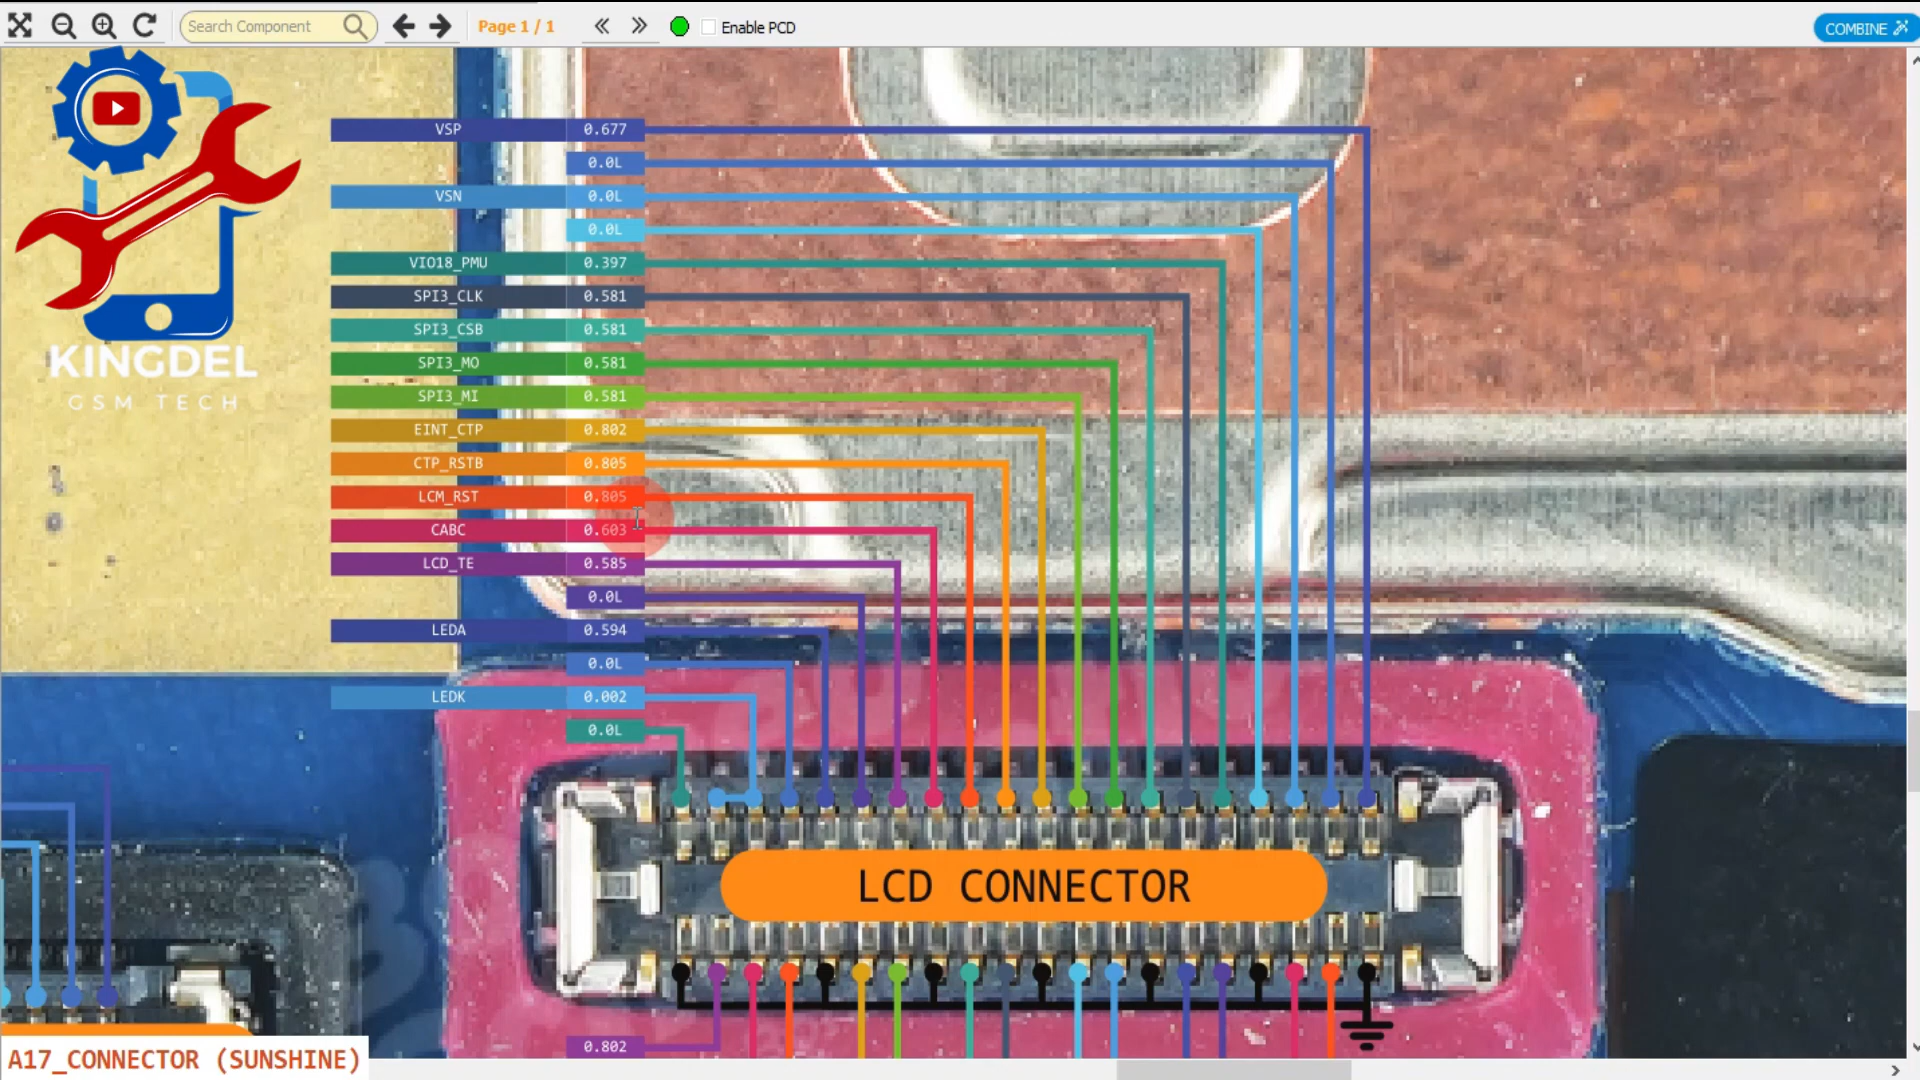 Search Component
Page 1 / 1
Enable PCD
COMBINE
VSP 0.677
0.0L
VSN 0.0L
0.0L
VIO18_PMU 0.397
SPI3_CLK 0.581
SPI3_CSB 0.581
SPI3_MO 0.581
SPI3_MI 0.581
EINT_CTP 0.802
CTP_RSTB 0.805
LCM_RST 0.805
CABC 0.603
LCD_TE 0.585
0.0L
LEDA 0.594
0.0L
LEDK 0.002
0.0L
KINGDEL
GSM TECH
LCD CONNECTOR
0.802
A17_CONNECTOR (SUNSHINE)